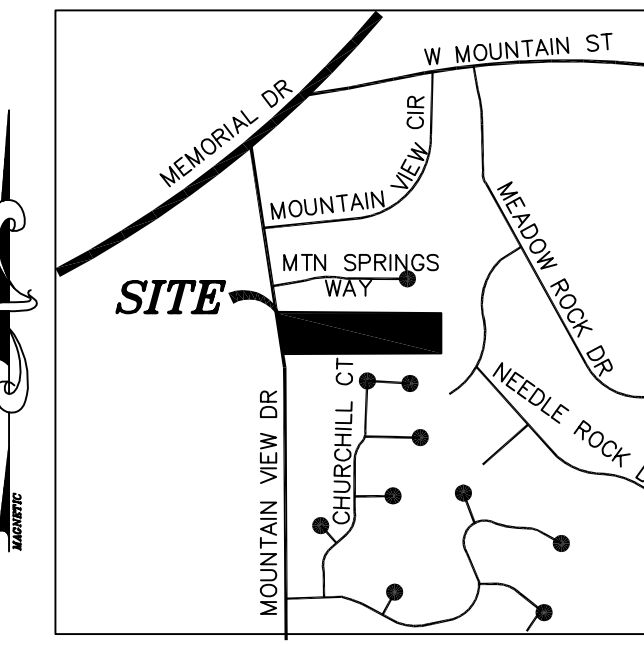 W MOUNTAIN ST
MEMORIAL DR
MOUNTAIN VIEW CIR
MTN SPRINGS
WAY
SITE
MEADOW ROCK DR
NEEDLE ROCK
CHURCHILL CT
MOUNTAIN VIEW DR
MAGNETIC